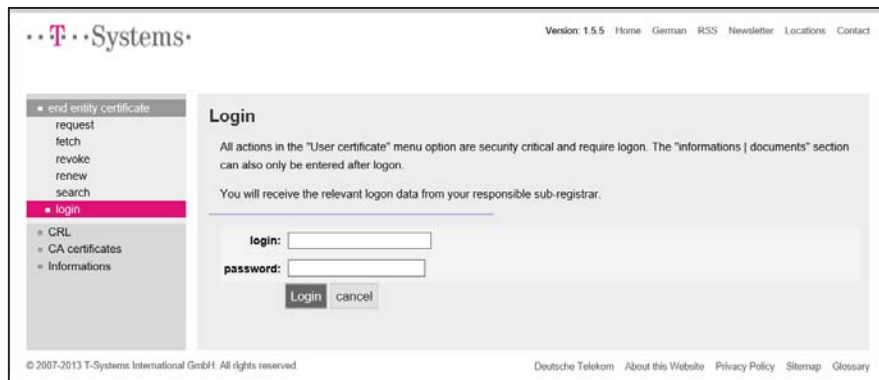 ··T··Systems·
Version: 1.5.5 Home German RSS Newsletter Locations Contact
end entity certificate
request
fetch
revoke
renew
search
login
CRL
CA certificates
Informations
Login
All actions in the "User certificate" menu option are security critical and require logon. The "informations | documents" section
can also only be entered after logon.
You will receive the relevant logon data from your responsible sub-registrar.
login:
password:
Login cancel
© 2007-2013 T-Systems International GmbH. All rights reserved.
Deutsche Telekom About this Website Privacy Policy Sitemap Glossary